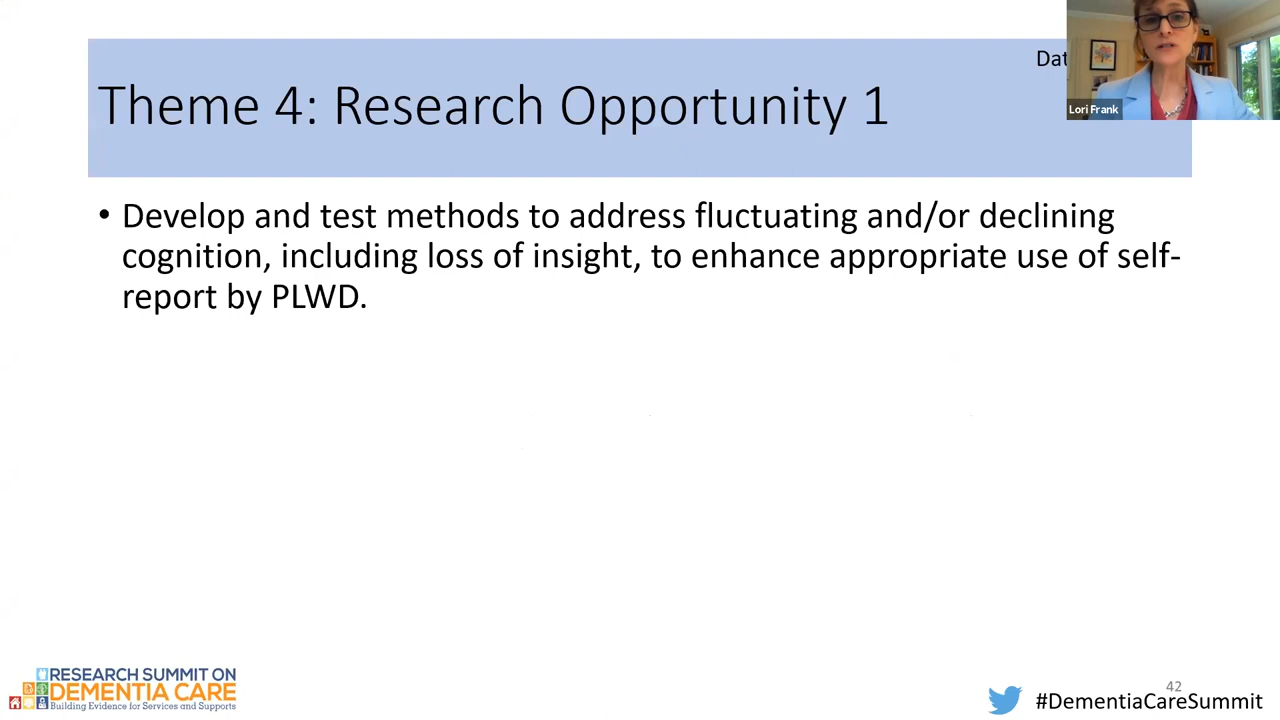 Theme 4: Research Opportunity 1
Lori Frank
• Develop and test methods to address fluctuating and/or declining
cognition, including loss of insight, to enhance appropriate use of self-
report by PLWD.
RESEARCH SUMMIT ON
DEMENTIA CARE
Building Evidence for Services and Supports
42
#DementiaCareSummit